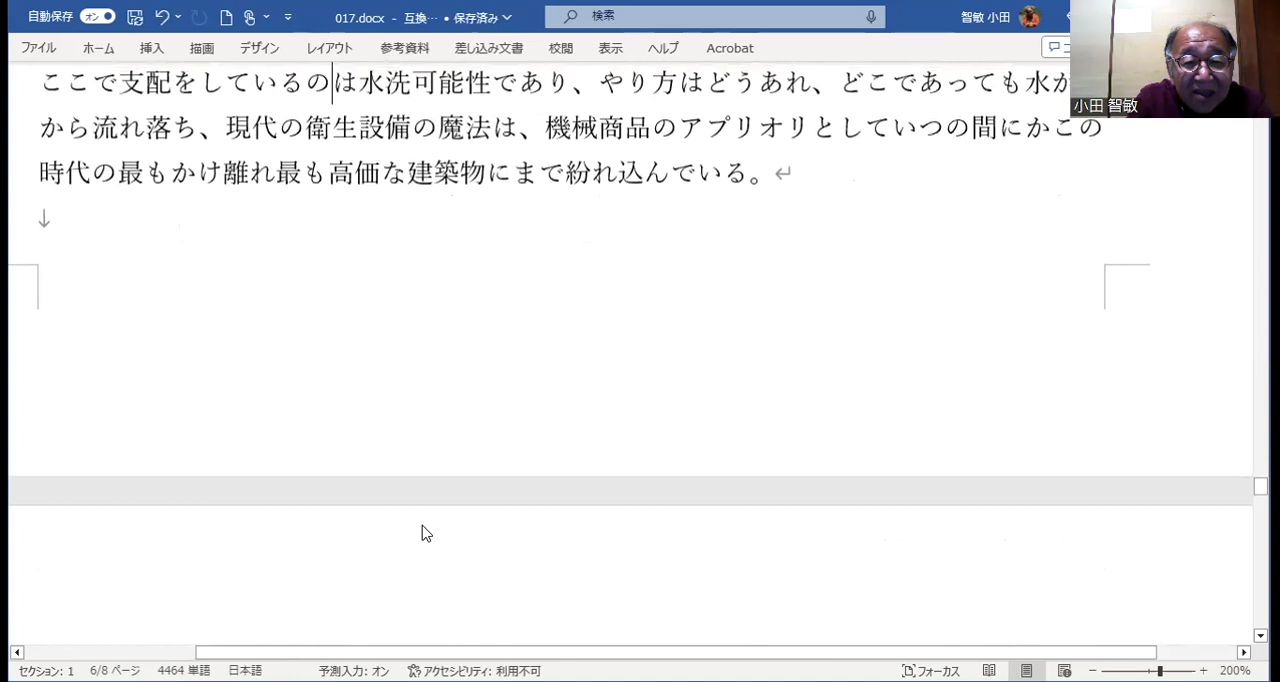 自動保存 オン 017.docx - 互換… • 保存済み 検索 智敏 小田
ファイル ホーム 挿入 描画 デザイン レイアウト 参考資料 差し込み文書 校閲 表示 ヘルプ Acrobat
小田 智敏
ここで支配をしているのは水洗可能性であり、やり方はどうあれ、どこであっても水が
から流れ落ち、現代の衛生設備の魔法は、機械商品のアプリオリとしていつの間にかこの
時代の最もかけ離れ最も高価な建築物にまで紛れ込んでいる。
セクション: 1 6/8 ページ 4464 単語 日本語 予測入力: オン アクセシビリティ: 利用不可 フォーカス 200%